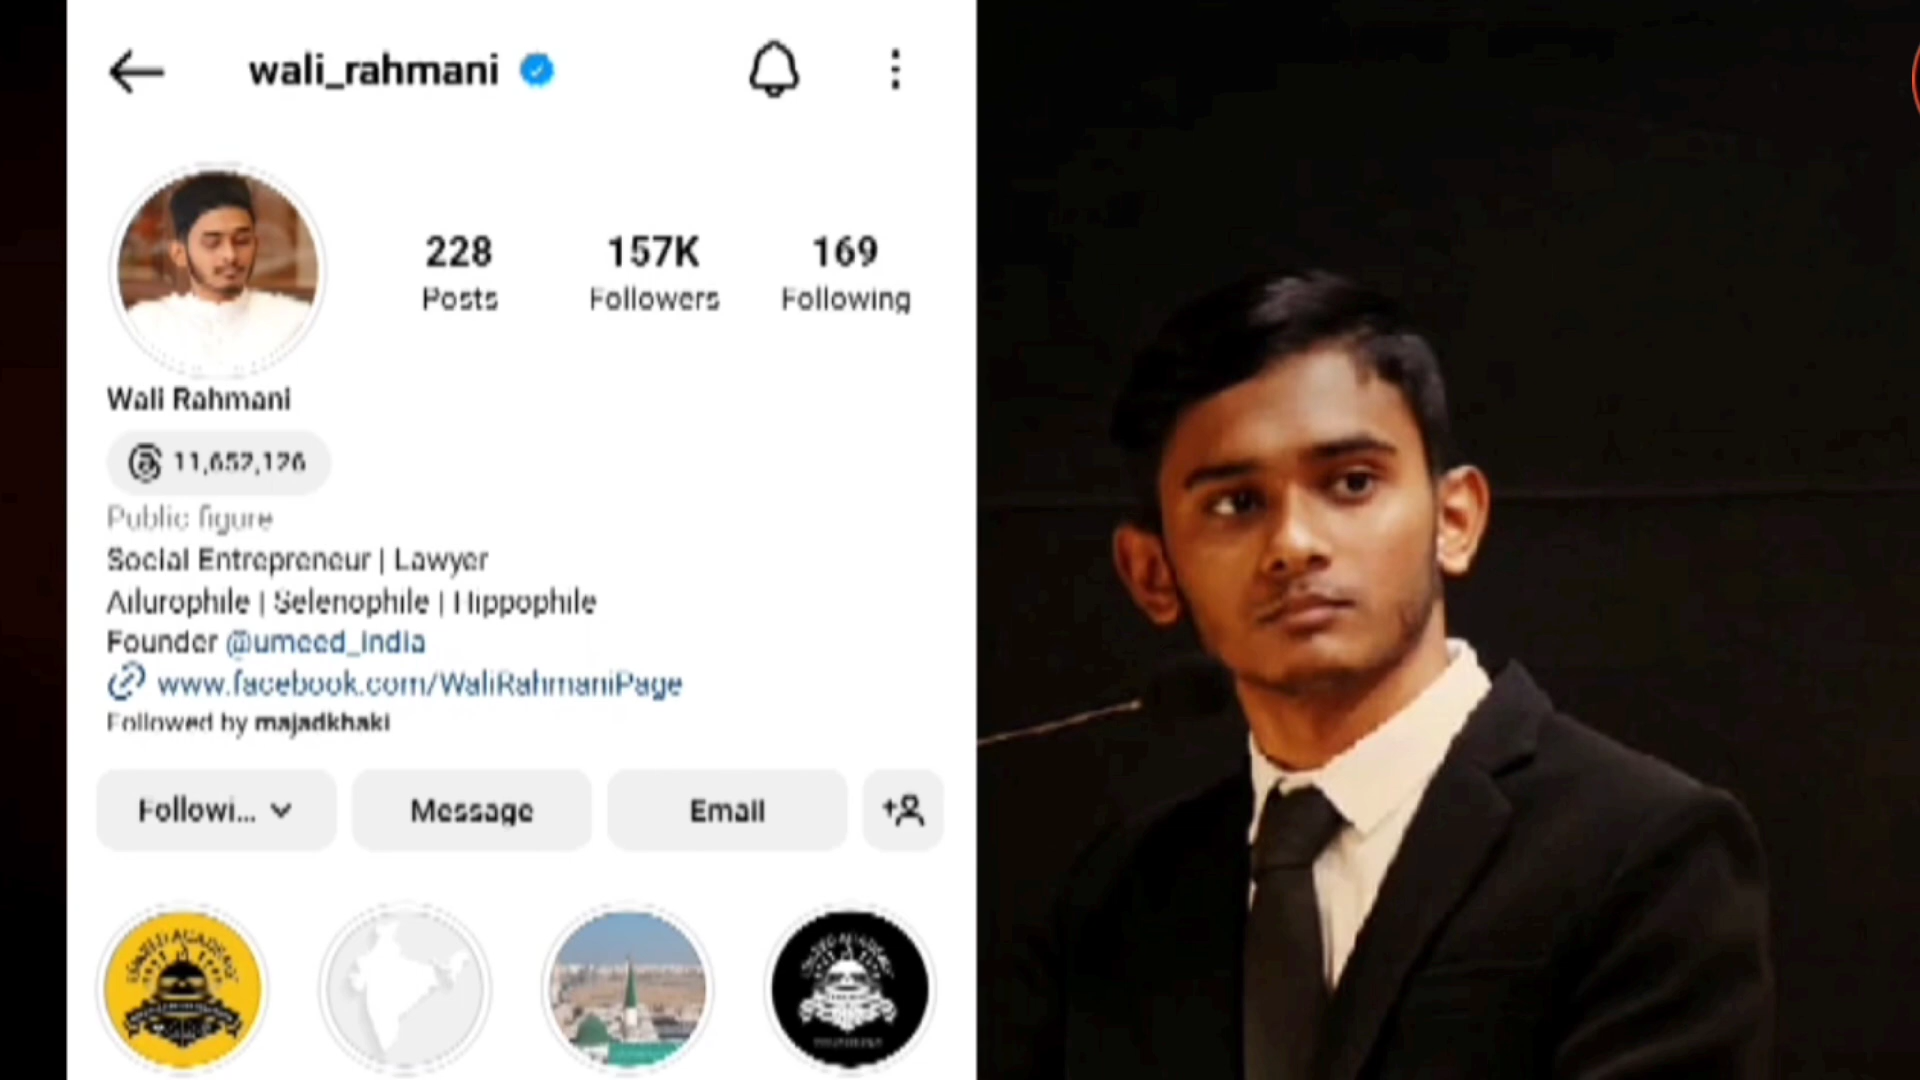 wali_rahmani
228
157K
169
Posts
Followers
Following
Wali Rahmani
11,652,126
Public figure
Social Entrepreneur | Lawyer
Ailurophile | Selenophile | Hippophile
Founder @umeed_india
www.facebook.com/WaliRahmaniPage
Followed by majadkhaki
Followi...
Message
Email